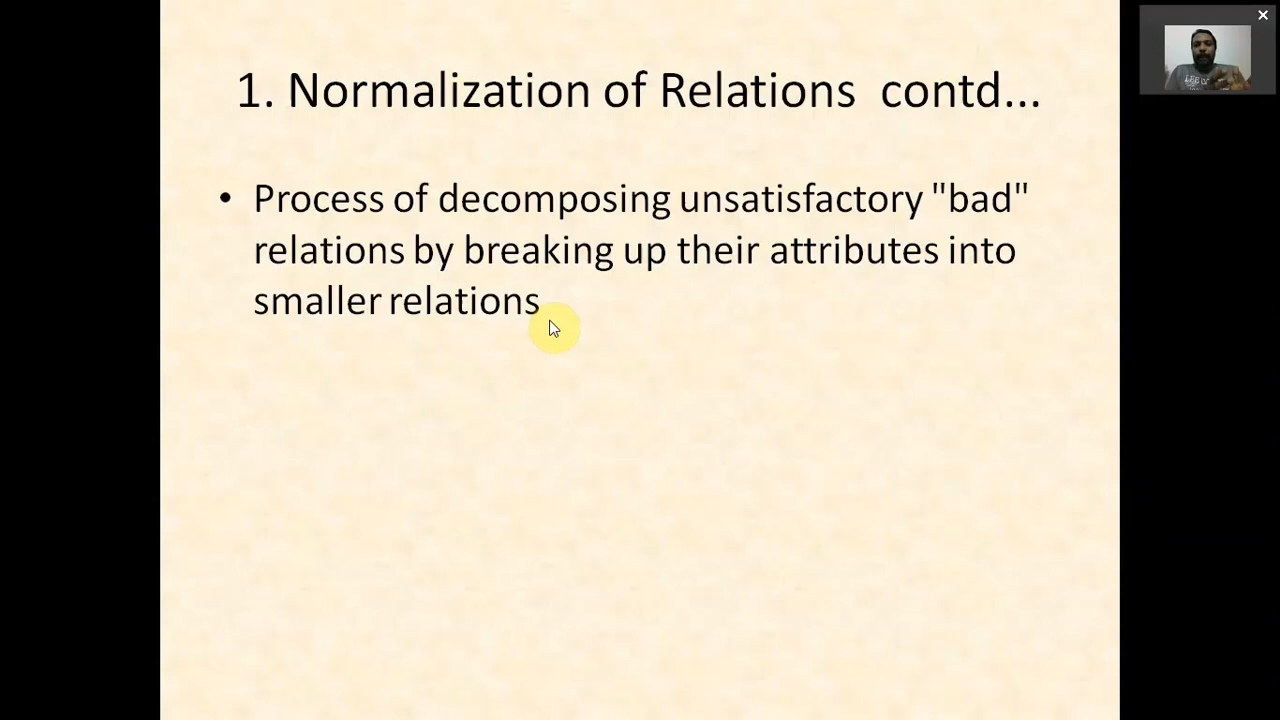 1. Normalization of Relations contd...
• Process of decomposing unsatisfactory "bad"
relations by breaking up their attributes into
smaller relations